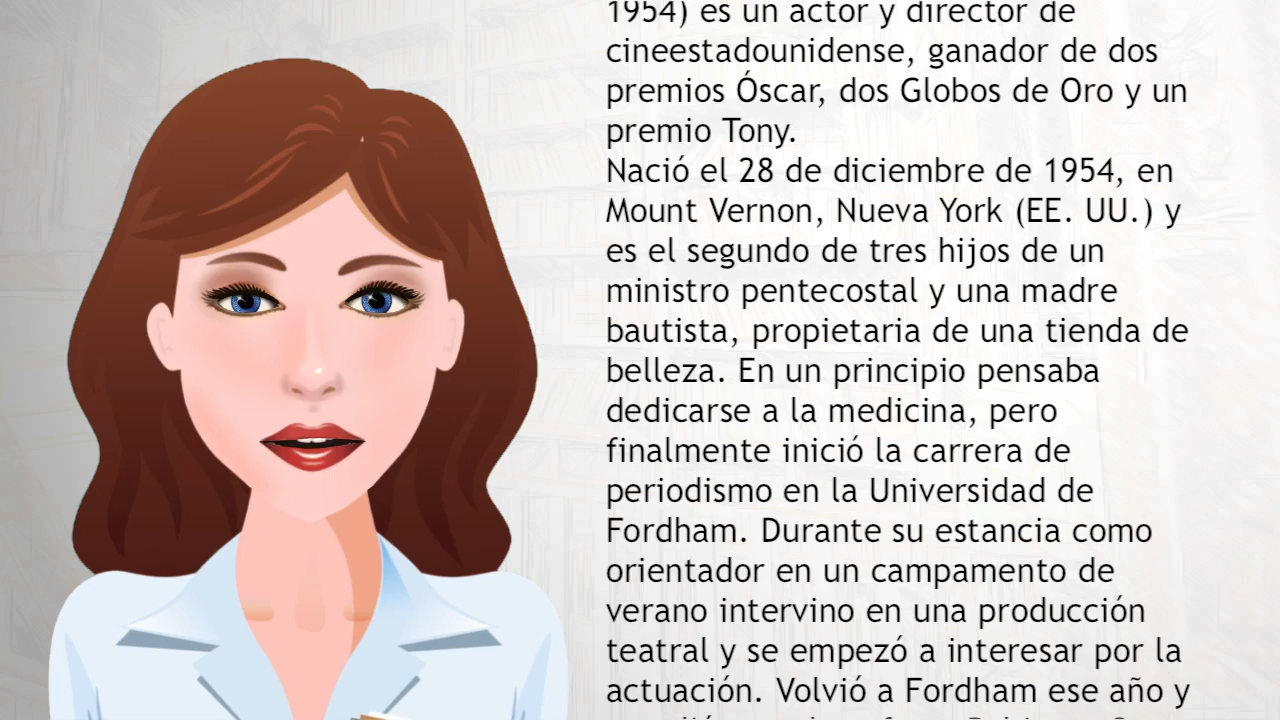 1954) es un actor y director de
cineestadounidense, ganador de dos
premios Óscar, dos Globos de Oro y un
premio Tony.
Nació el 28 de diciembre de 1954, en
Mount Vernon, Nueva York (EE. UU.) y
es el segundo de tres hijos de un
ministro pentecostal y una madre
bautista, propietaria de una tienda de
belleza. En un principio pensaba
dedicarse a la medicina, pero
finalmente inició la carrera de
periodismo en la Universidad de
Fordham. Durante su estancia como
orientador en un campamento de
verano intervino en una producción
teatral y se empezó a interesar por la
actuación. Volvió a Fordham ese año y